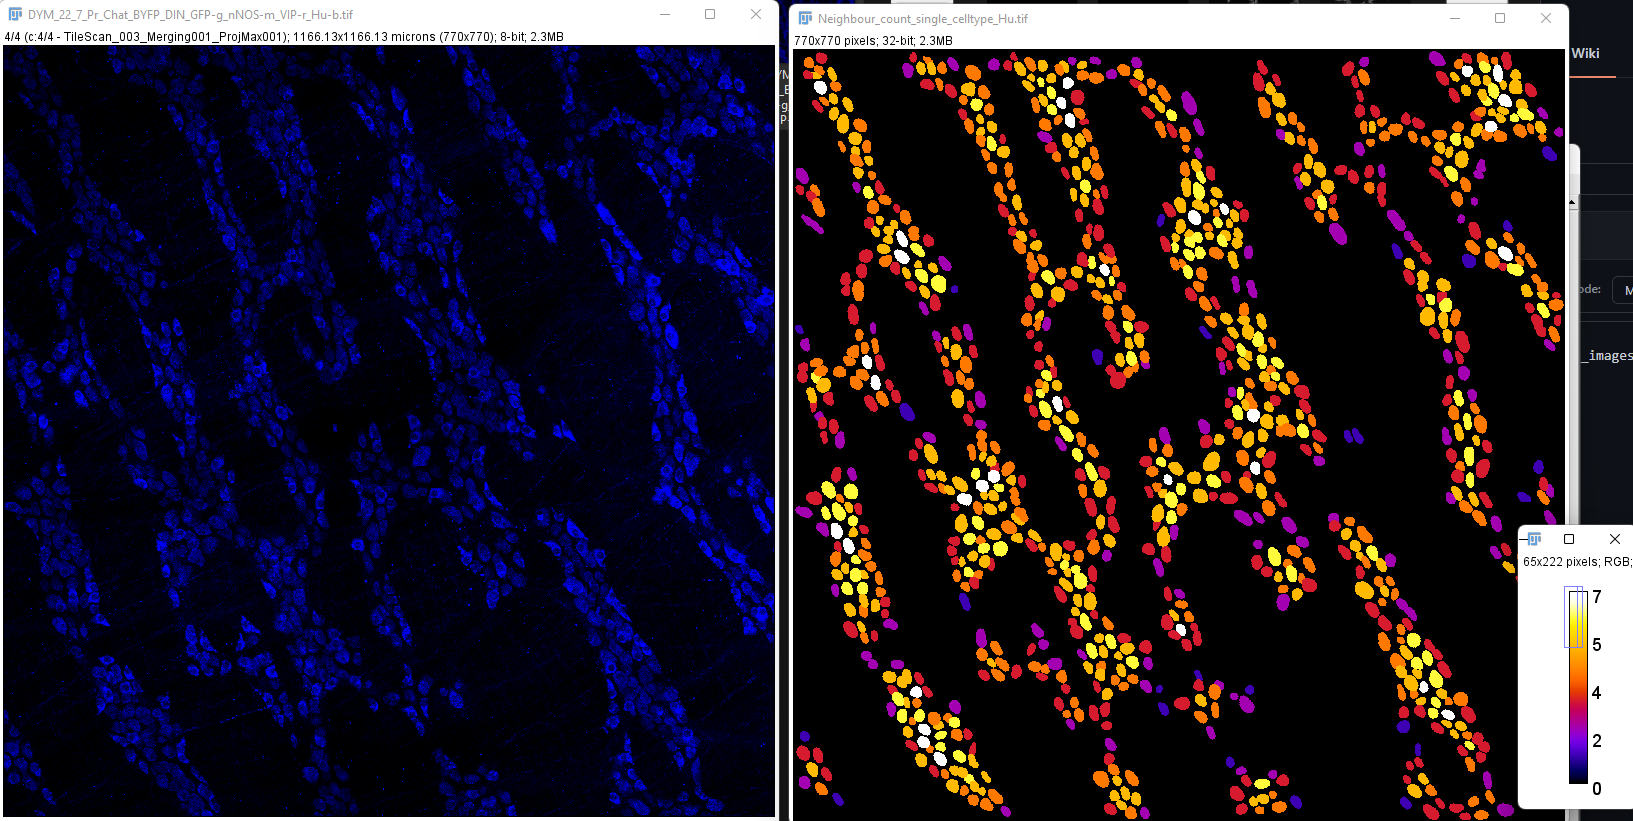 DYM_22_7_Pr_Chat_BYFP_DIN_GFP-g_nNOS-m_VIP-r_Hu-b.tif
4/4 (c:4/4 - TileScan_003_Merging001_ProjMax001); 1166.13x1166.13 microns (770x770); 8-bit; 2.3MB
Neighbour_count_single_celltype_Hu.tif
770x770 pixels; 32-bit; 2.3MB
Wiki
ode:
M
_images
65x222 pixels; RGB;
7
5
4
2
0